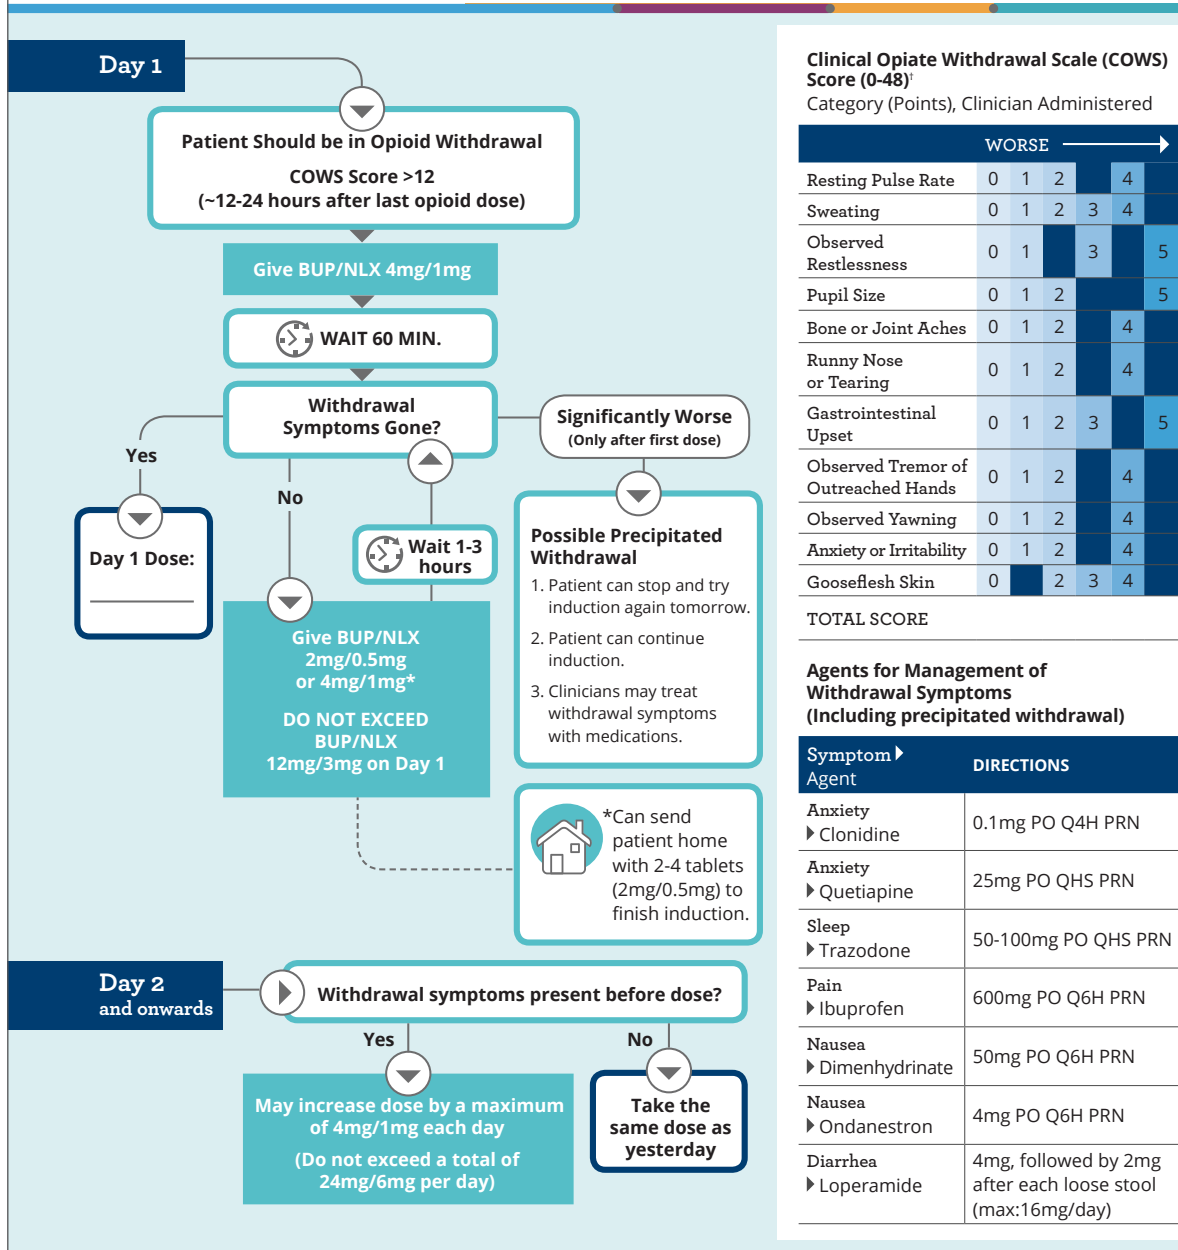 Day 1
Patient Should be in Opioid Withdrawal
COWS Score >12
(~12-24 hours after last opioid dose)
Give BUP/NLX 4mg/1mg
WAIT 60 MIN.
Withdrawal
Symptoms Gone?
Yes
No
Day 1 Dose:
Wait 1-3
hours
Give BUP/NLX
2mg/0.5mg
or 4mg/1mg*
DO NOT EXCEED
BUP/NLX
12mg/3mg on Day 1
Significantly Worse
(Only after first dose)
Possible Precipitated
Withdrawal
1. Patient can stop and try
induction again tomorrow.
2. Patient can continue
induction.
3. Clinicians may treat
withdrawal symptoms
with medications.
*Can send
patient home
with 2-4 tablets
(2mg/0.5mg) to
finish induction.
Day 2
and onwards
Withdrawal symptoms present before dose?
Yes
No
May increase dose by a maximum
of 4mg/1mg each day
(Do not exceed a total of
24mg/6mg per day)
Take the
same dose as
yesterday
Clinical Opiate Withdrawal Scale (COWS)
Score (0-48)†
Category (Points), Clinician Administered
WORSE
Resting Pulse Rate 0 1 2 4
Sweating 0 1 2 3 4
Observed
Restlessness 0 1 3 5
Pupil Size 0 1 2 5
Bone or Joint Aches 0 1 2 4
Runny Nose
or Tearing 0 1 2 4
Gastrointestinal
Upset 0 1 2 3 5
Observed Tremor of
Outreached Hands 0 1 2 4
Observed Yawning 0 1 2 4
Anxiety or Irritability 0 1 2 4
Gooseflesh Skin 0 2 3 4
TOTAL SCORE
Agents for Management of
Withdrawal Symptoms
(Including precipitated withdrawal)
Symptom
Agent
DIRECTIONS
Anxiety
Clonidine
0.1mg PO Q4H PRN
Anxiety
Quetiapine
25mg PO QHS PRN
Sleep
Trazodone
50-100mg PO QHS PRN
Pain
Ibuprofen
600mg PO Q6H PRN
Nausea
Dimenhydrinate
50mg PO Q6H PRN
Nausea
Ondanestron
4mg PO Q6H PRN
Diarrhea
Loperamide
4mg, followed by 2mg
after each loose stool
(max:16mg/day)